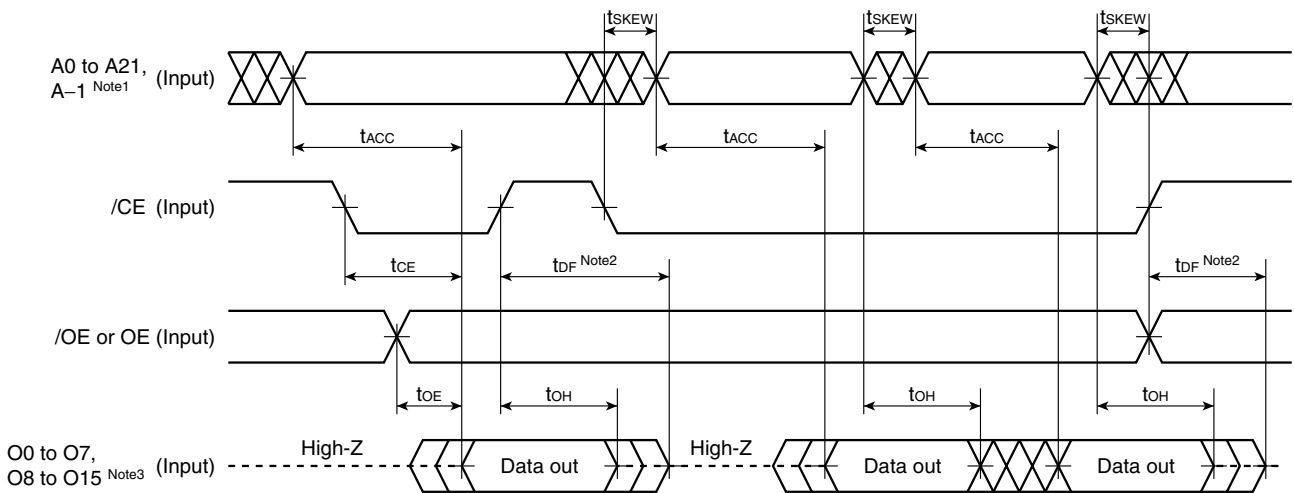 tSKEW tSKEW tSKEW
A0 to A21,
A–1 Note1 (Input)
tACC tACC tACC
/CE (Input)
tCE tDF Note2 tDF Note2
/OE or OE (Input)
tOE tOH tOH tOH
O0 to O7,
O8 to O15 Note3 (Input)
High-Z Data out High-Z Data out Data out